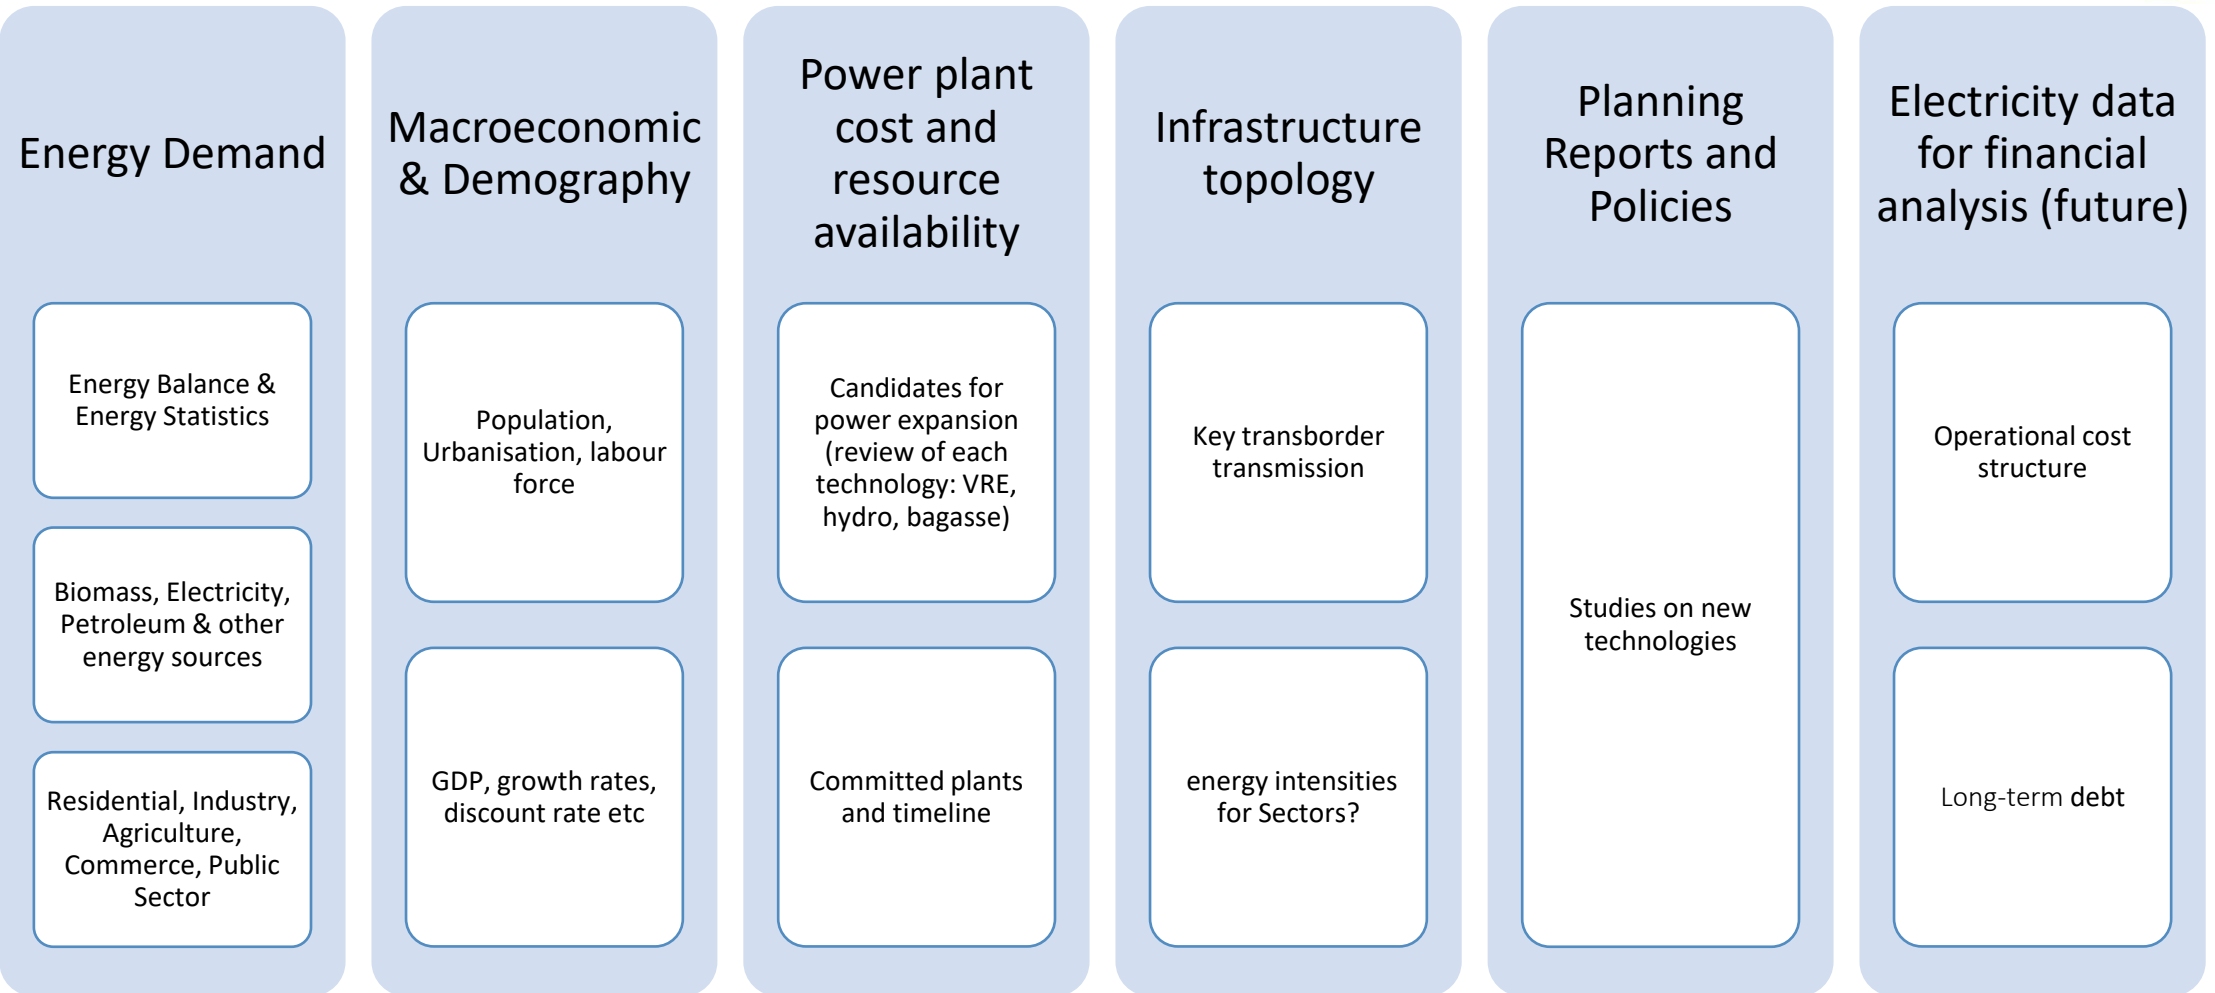 Energy Demand
Energy Balance &
Energy Statistics
Biomass, Electricity,
Petroleum & other
energy sources
Residential, Industry,
Agriculture,
Commerce, Public
Sector
Macroeconomic
& Demography
Population,
Urbanisation, labour
force
GDP, growth rates,
discount rate etc
Power plant
cost and
resource
availability
Candidates for
power expansion
(review of each
technology: VRE,
hydro, bagasse)
Committed plants
and timeline
Infrastructure
topology
Key transborder
transmission
energy intensities
for Sectors?
Planning
Reports and
Policies
Studies on new
technologies
Electricity data
for financial
analysis (future)
Operational cost
structure
Long-term debt